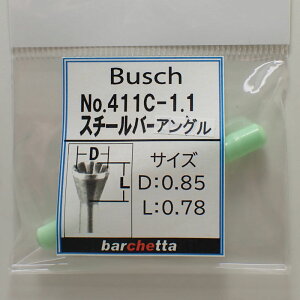 Busch
No.411C-1.1
スチールバーアングル
D
L
サイズ
D:0.85
L:0.78
barchetta